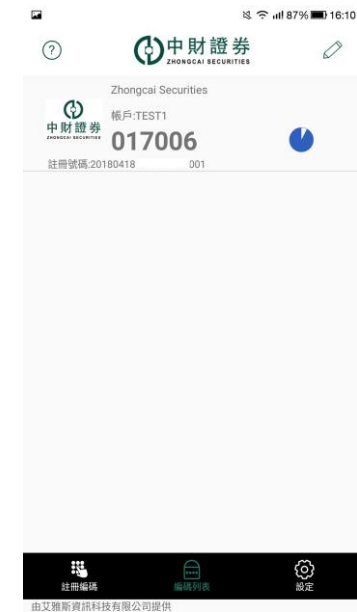 87% 16:10
?
中財證券
ZHONGCAI SECURITIES
Zhongcai Securities
中財證券
ZHONGCAI SECURITIES
帳戶:TEST1
017006
註冊號碼:20180418 001
註冊編碼 編碼列表 設定
由艾雅斯資訊科技有限公司提供